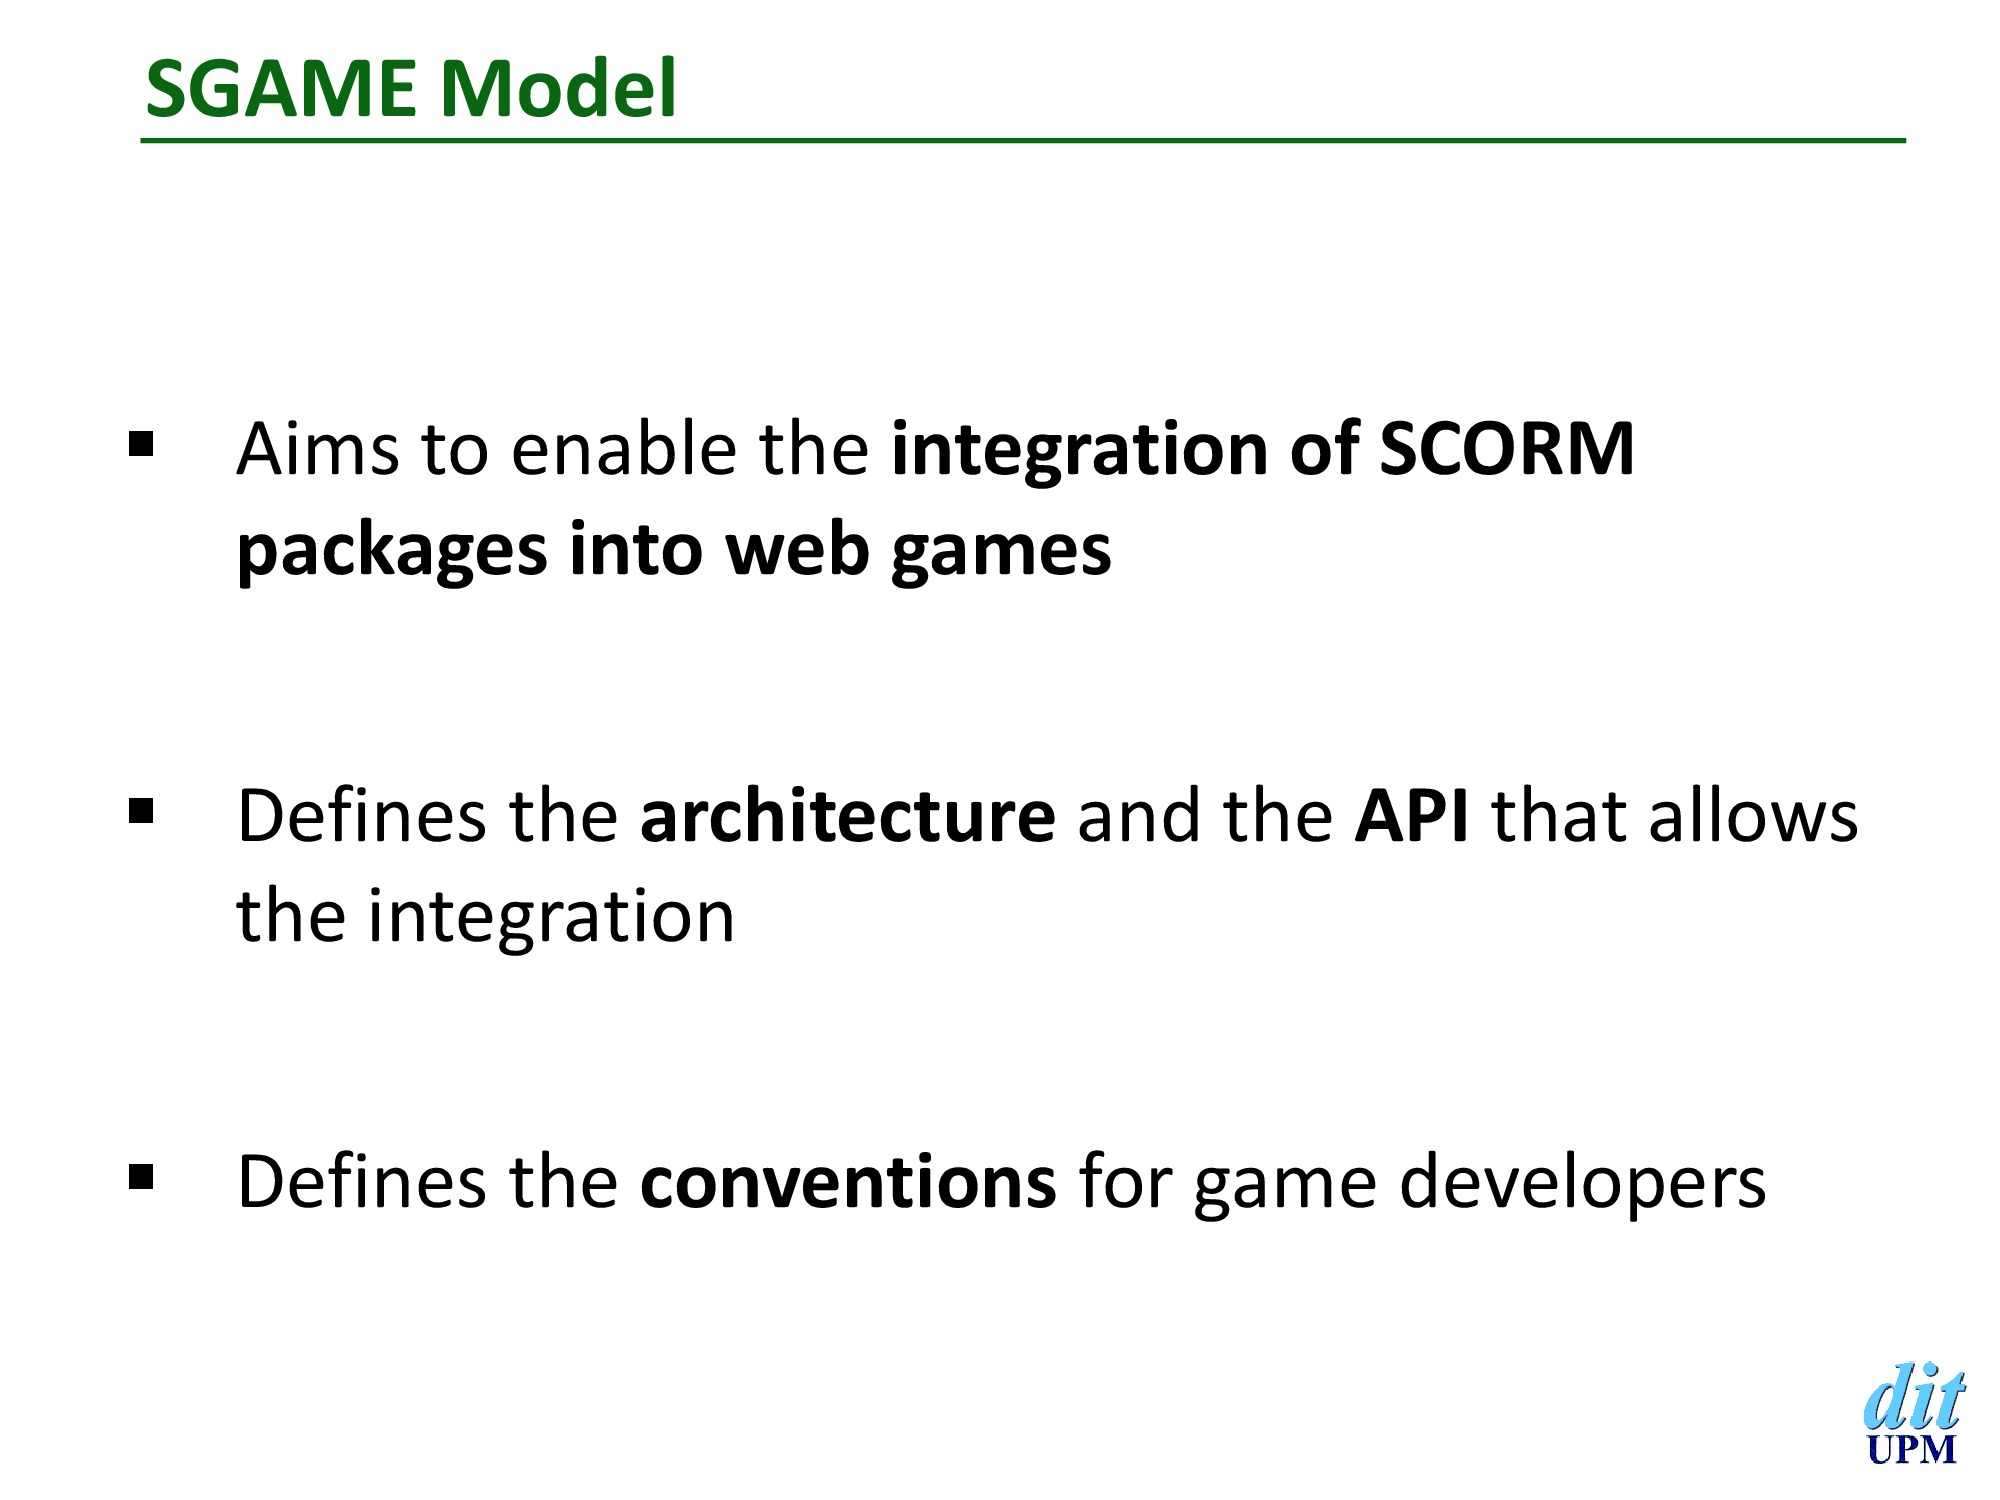 SGAME Model
▪ Aims to enable the integration of SCORM
packages into web games
▪ Defines the architecture and the API that allows
the integration
▪ Defines the conventions for game developers
dit
UPM